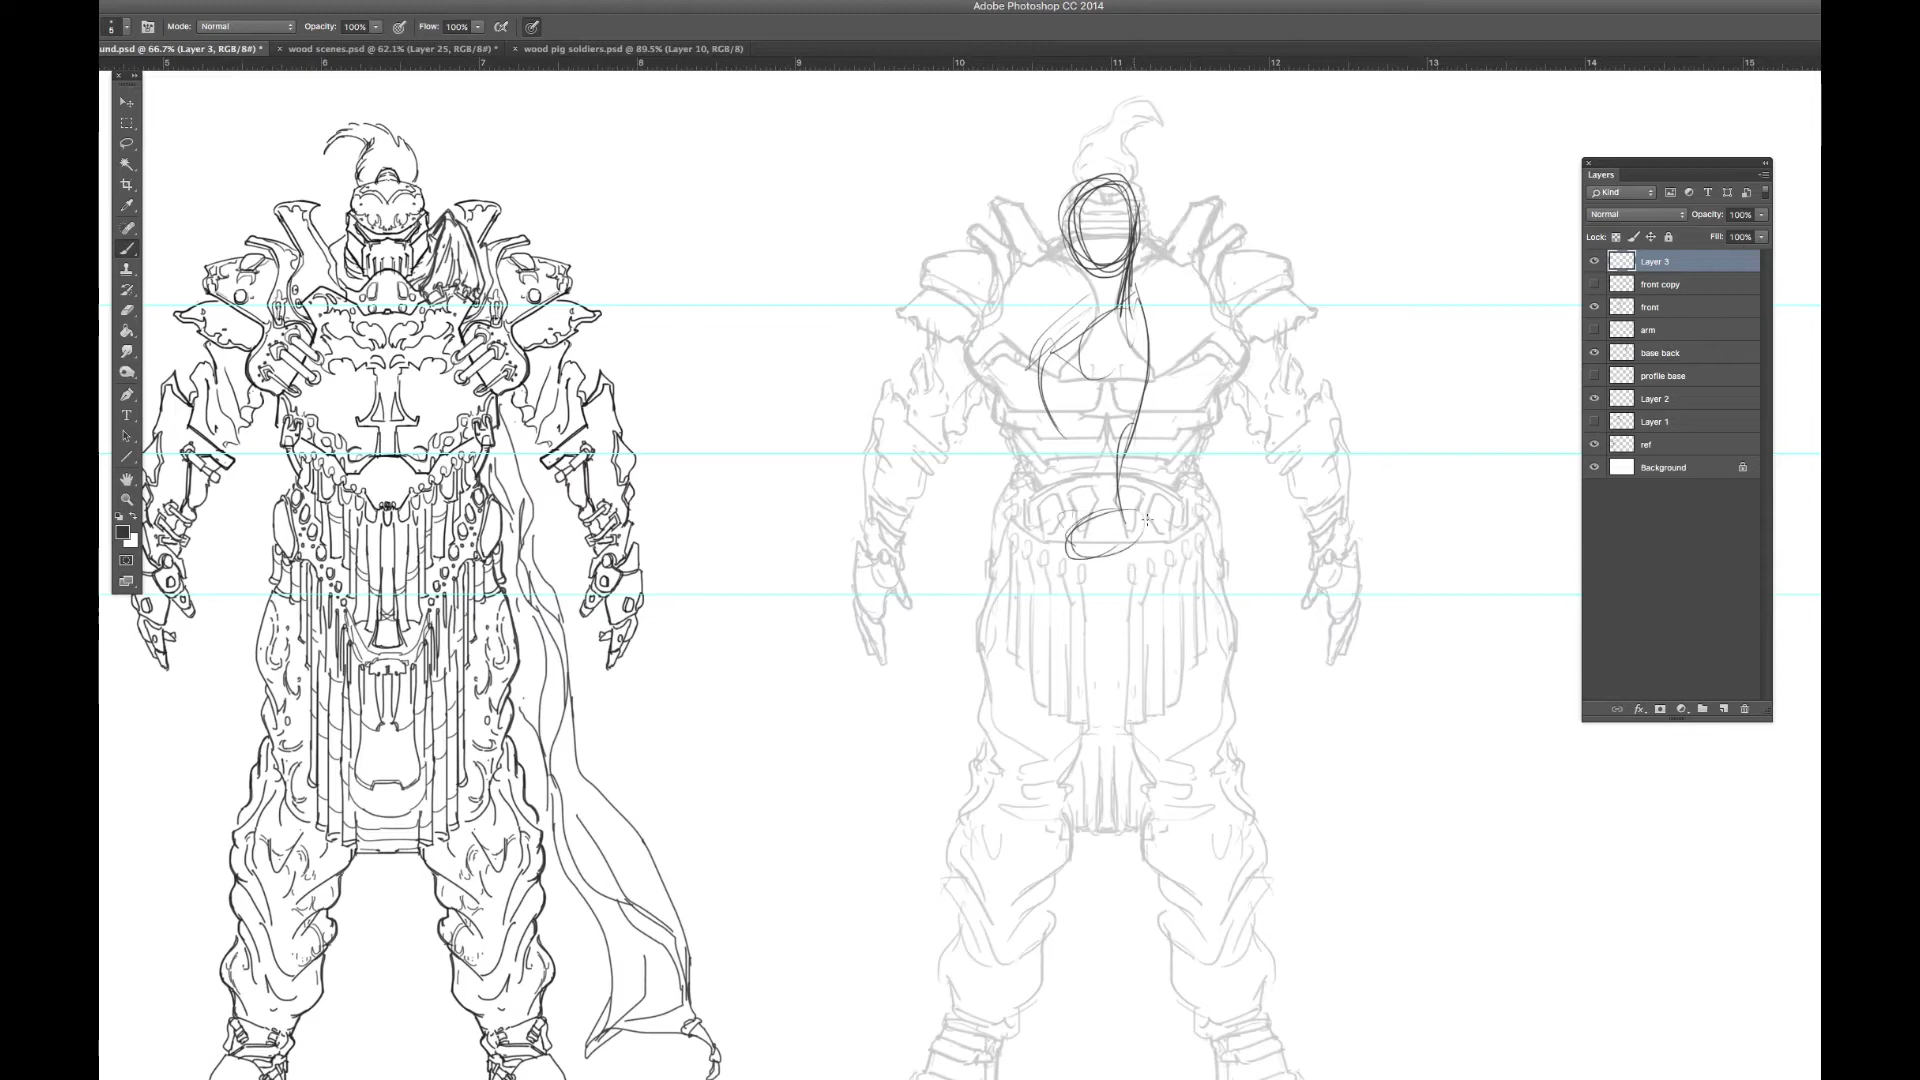 Adobe Photoshop CC 2014
5 Mode: Normal Opacity: 100% Flow: 100%
und.psd @ 66.7% (Layer 3, RGB/8#) * × wood scenes.psd @ 62.1% (Layer 25, RGB/8#) * × wood pig soldiers.psd @ 89.5% (Layer 10, RGB/8)
5 6 7 8 9 10 11 12 13 14 15
Layers
Kind
Normal Opacity: 100%
Lock: Fill: 100%
Layer 3
front copy
front
arm
base back
profile base
Layer 2
Layer 1
ref
Background